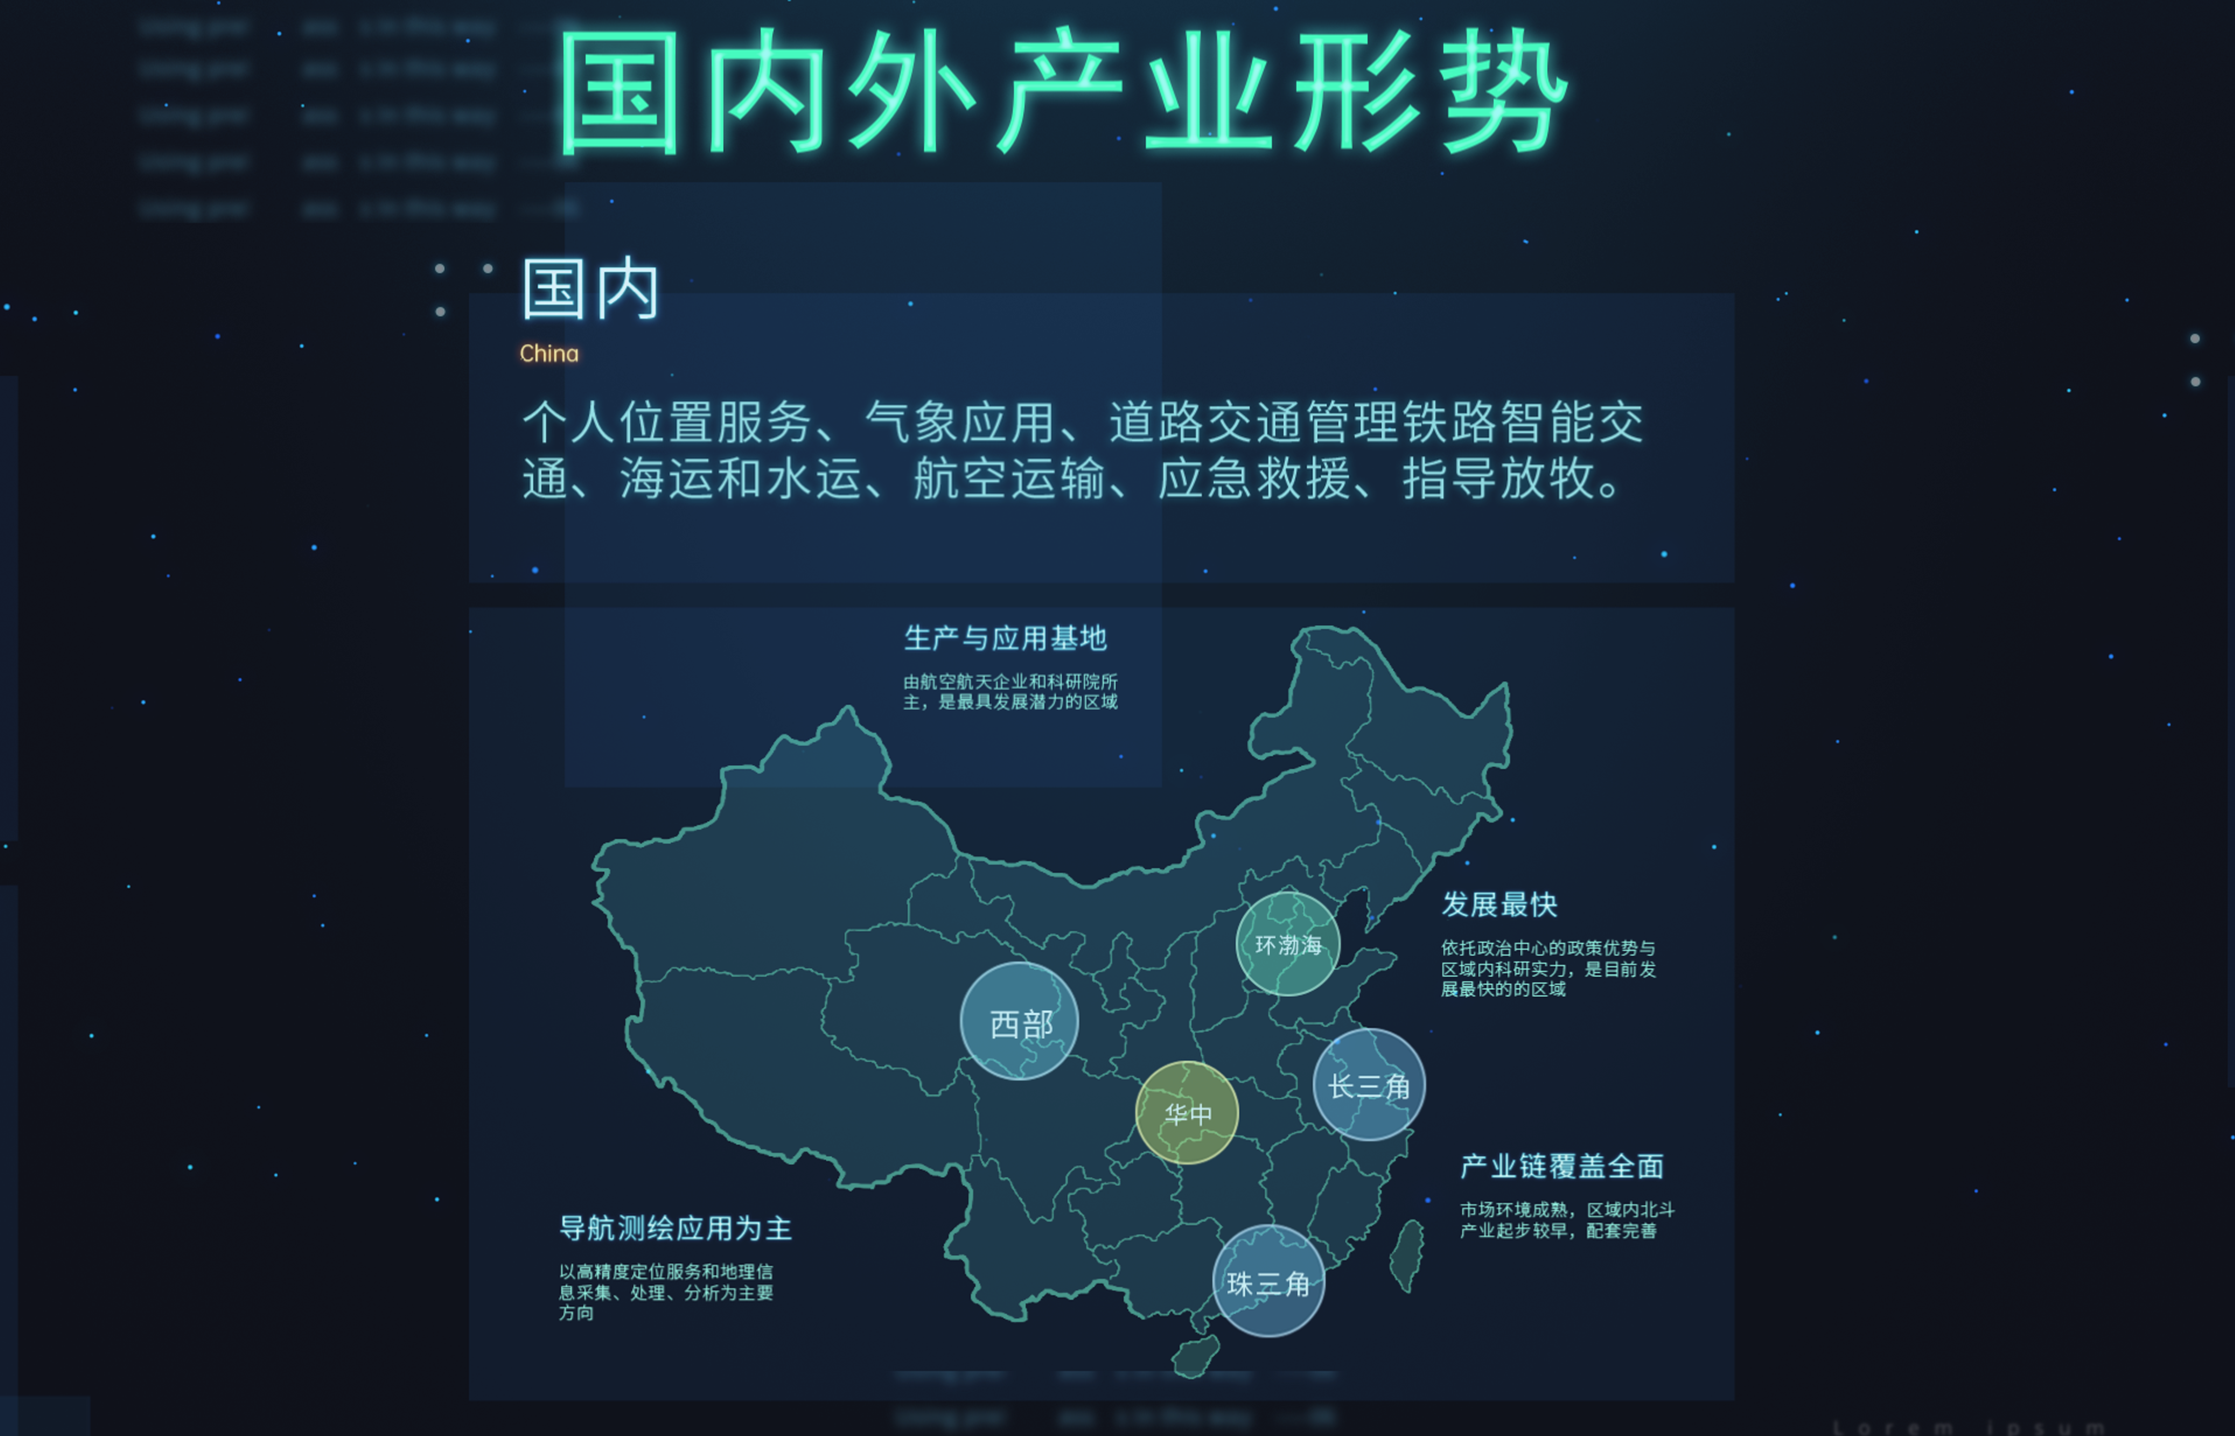 国内外产业形势
国内
China
个人位置服务、气象应用、道路交通管理铁路智能交
通、海运和水运、航空运输、应急救援、指导放牧。
生产与应用基地
由航空航天企业和科研院所
主，是最具发展潜力的区域
发展最快
依托政治中心的政策优势与
区域内科研实力，是目前发
展最快的的区域
环渤海
西部
长三角
华中
产业链覆盖全面
市场环境成熟，区域内北斗
产业起步较早，配套完善
导航测绘应用为主
以高精度定位服务和地理信
息采集、处理、分析为主要
方向
珠三角
Lorem ipsum